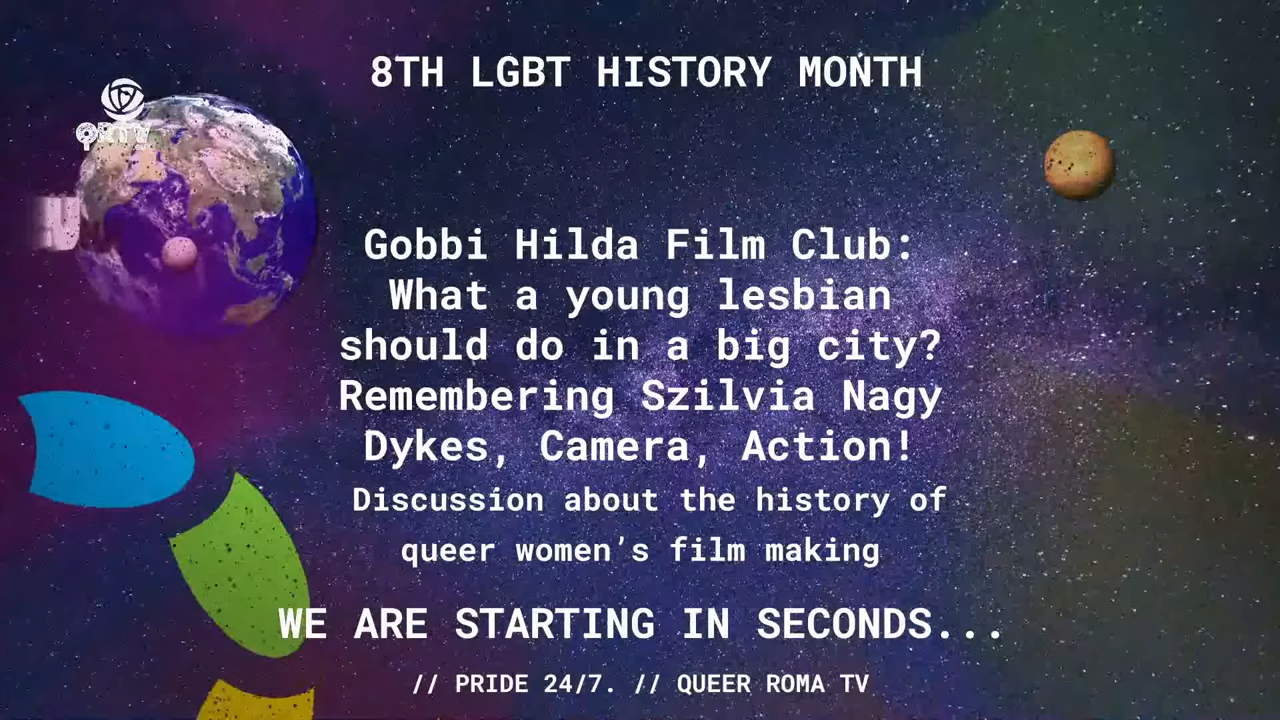 8TH LGBT HISTORY MONTH
QRTV
Gobbi Hilda Film Club:
What a young lesbian
should do in a big city?
Remembering Szilvia Nagy
Dykes, Camera, Action!
Discussion about the history of
queer women’s film making
WE ARE STARTING IN SECONDS...
// PRIDE 24/7. // QUEER ROMA TV